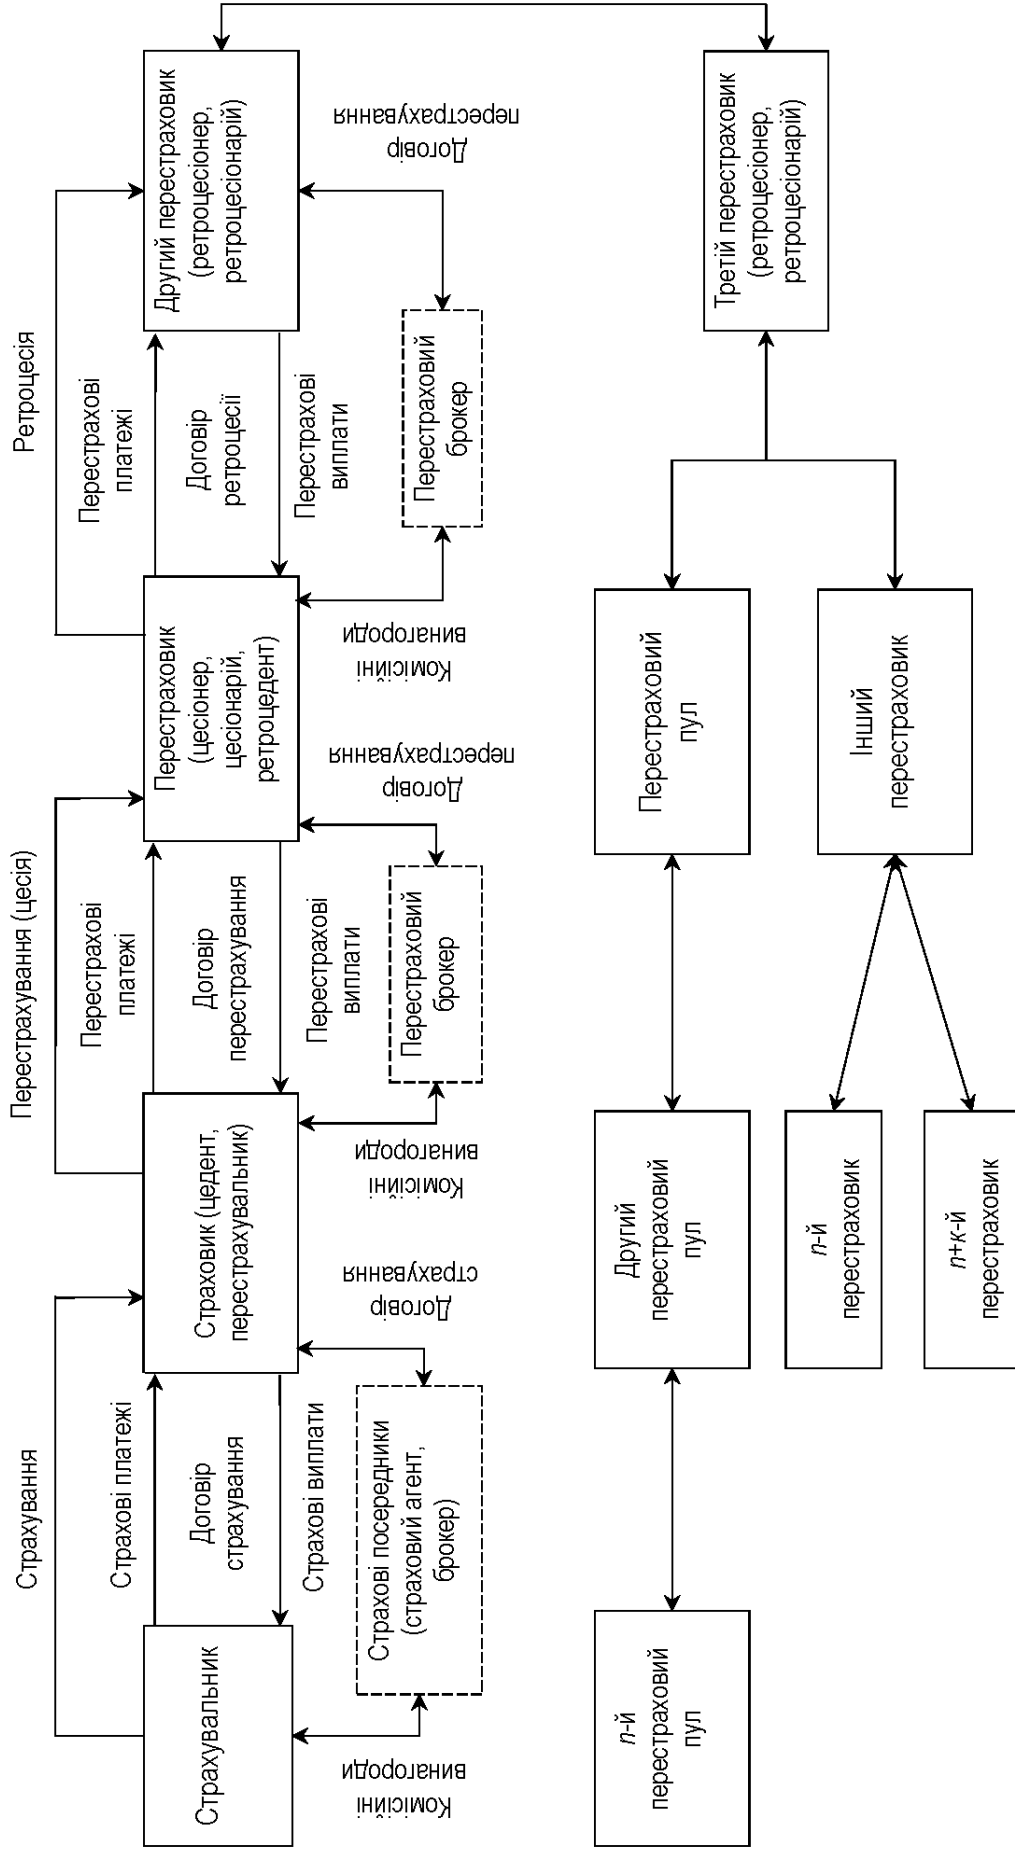 Страхування
Перестрахування (цесія)
Ретроцесія
Страхові платежі
Перестрахові
платежі
Перестрахові
платежі
Страхувальник
Договір
страхування
Страховик (цедент,
перестрахувальник)
Договір
перестрахування
Перестраховик
(цесіонер,
цесіонарій,
ретроцедент)
Договір
ретроцесії
Другий перестраховик
(ретроцесіонер,
ретроцесіонарій)
Страхові виплати
Перестрахові
виплати
Перестрахові
виплати
Комісійні
винагороди
Страхові посередники
(страховий агент,
брокер)
Договір
страхування
Комісійні
винагороди
Перестраховий
брокер
Договір
перестрахування
Комісійні
винагороди
Перестраховий
брокер
Договір
перестрахування
n-й
перестраховий
пул
Другий
перестраховий
пул
Перестраховий
пул
Третій перестраховик
(ретроцесіонер,
ретроцесіонарій)
n-й
перестраховик
Інший
перестраховик
n+к-й
перестраховик